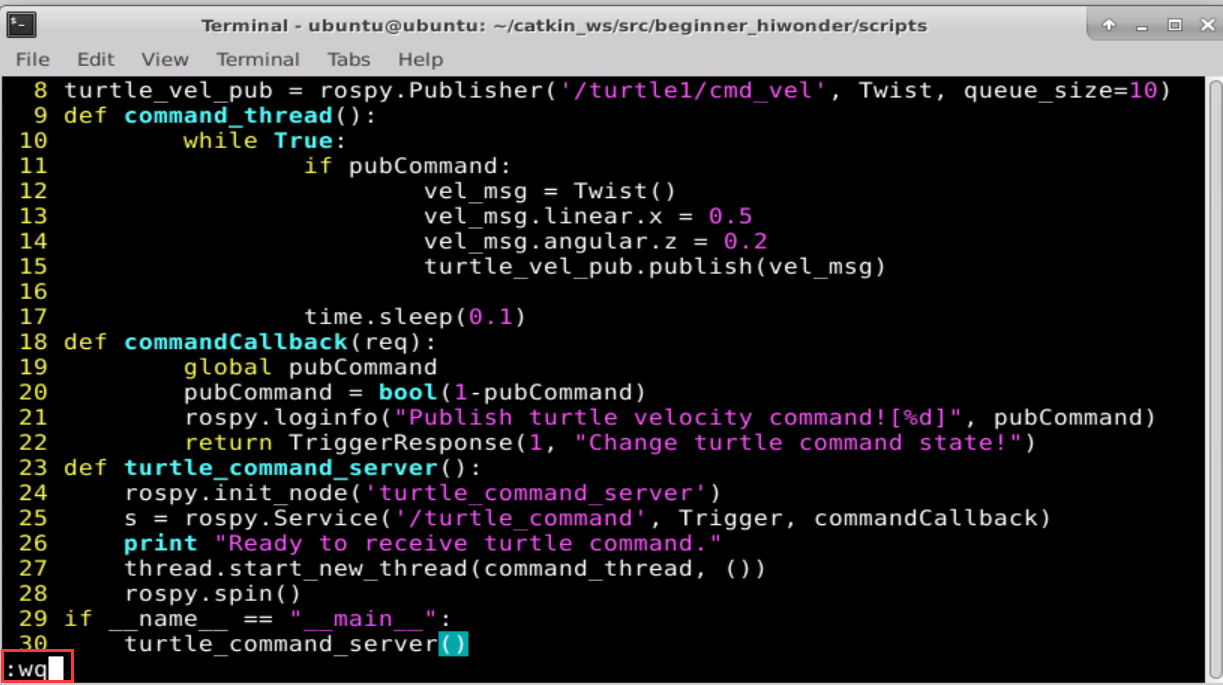 Terminal - ubuntu@ubuntu: ~/catkin_ws/src/beginner_hiwonder/scripts
File Edit View Terminal Tabs Help
8 turtle_vel_pub = rospy.Publisher('/turtle1/cmd_vel', Twist, queue_size=10)
9 def command_thread():
10         while True:
11                 if pubCommand:
12                         vel_msg = Twist()
13                         vel_msg.linear.x = 0.5
14                         vel_msg.angular.z = 0.2
15                         turtle_vel_pub.publish(vel_msg)
16
17                 time.sleep(0.1)
18 def commandCallback(req):
19         global pubCommand
20         pubCommand = bool(1-pubCommand)
21         rospy.loginfo("Publish turtle velocity command![%d]", pubCommand)
22         return TriggerResponse(1, "Change turtle command state!")
23 def turtle_command_server():
24     rospy.init_node('turtle_command_server')
25     s = rospy.Service('/turtle_command', Trigger, commandCallback)
26     print "Ready to receive turtle command."
27     thread.start_new_thread(command_thread, ())
28     rospy.spin()
29 if __name__ == "__main__":
30     turtle_command_server()
:wq